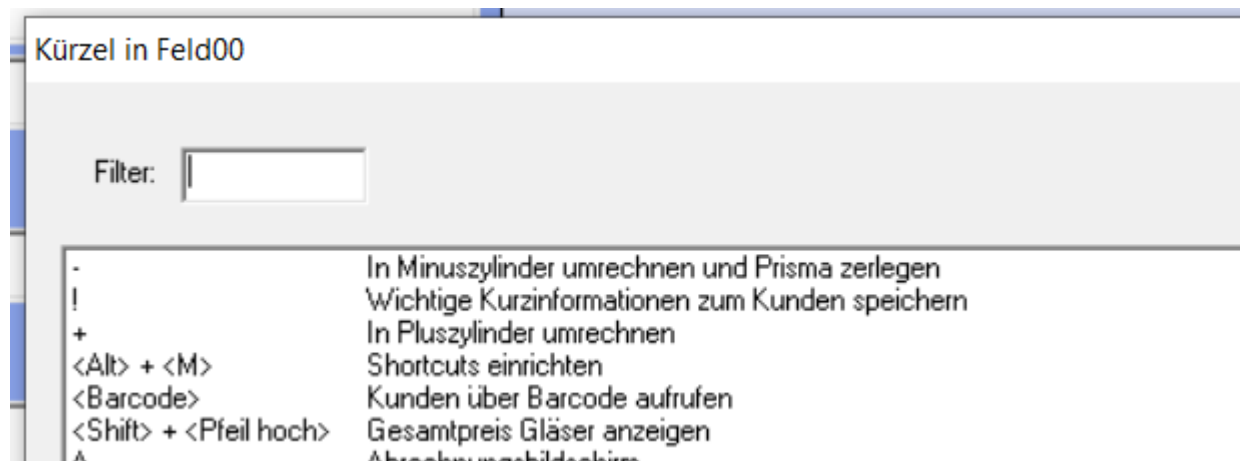 Kürzel in Feld00
Filter:
- In Minuszylinder umrechnen und Prisma zerlegen
! Wichtige Kurzinformationen zum Kunden speichern
+ In Pluszylinder umrechnen
<Alt> + <M> Shortcuts einrichten
<Barcode> Kunden über Barcode aufrufen
<Shift> + <Pfeil hoch> Gesamtpreis Gläser anzeigen
A Abrechnungsbildschirm